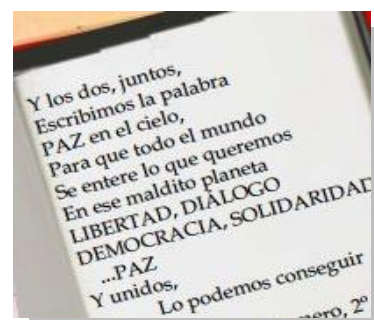 Y los dos, juntos,
Escribimos la palabra
PAZ en el cielo,
Para que todo el mundo
Se entere lo que queremos
En ese maldito planeta
LIBERTAD, DIÁLOGO
DEMOCRACIA, SOLIDARIDAD
...PAZ
Y unidos,
Lo podemos conseguir
2º